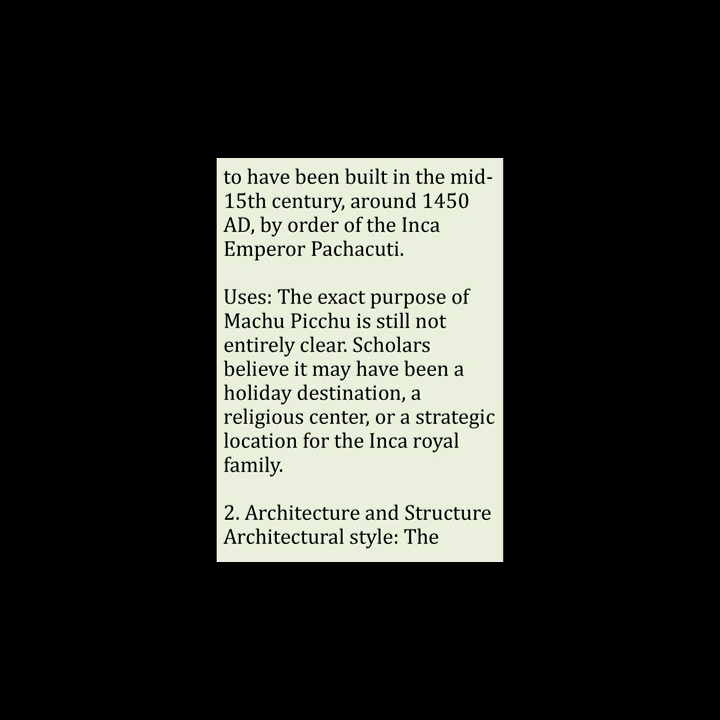 to have been built in the mid-
15th century, around 1450
AD, by order of the Inca
Emperor Pachacuti.
Uses: The exact purpose of
Machu Picchu is still not
entirely clear. Scholars
believe it may have been a
holiday destination, a
religious center, or a strategic
location for the Inca royal
family.
2. Architecture and Structure
Architectural style: The